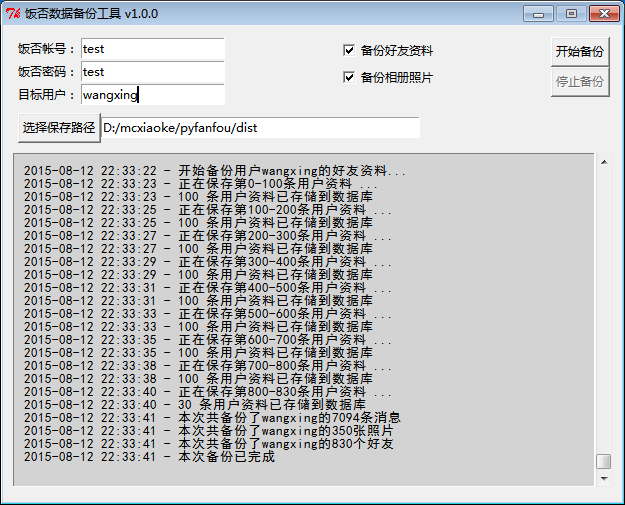 饭否数据备份工具 v1.0.0
饭否帐号： test
备份好友资料
开始备份
饭否密码： test
备份相册照片
停止备份
目标用户： wangxing
选择保存路径 D:/mcxiaoke/pyfanfou/dist
2015-08-12 22:33:22 - 开始备份用户wangxing的好友资料...
2015-08-12 22:33:23 - 正在保存第0-100条用户资料 ...
2015-08-12 22:33:23 - 100 条用户资料已存储到数据库
2015-08-12 22:33:25 - 正在保存第100-200条用户资料 ...
2015-08-12 22:33:25 - 100 条用户资料已存储到数据库
2015-08-12 22:33:27 - 正在保存第200-300条用户资料 ...
2015-08-12 22:33:27 - 100 条用户资料已存储到数据库
2015-08-12 22:33:29 - 正在保存第300-400条用户资料 ...
2015-08-12 22:33:29 - 100 条用户资料已存储到数据库
2015-08-12 22:33:31 - 正在保存第400-500条用户资料 ...
2015-08-12 22:33:31 - 100 条用户资料已存储到数据库
2015-08-12 22:33:33 - 正在保存第500-600条用户资料 ...
2015-08-12 22:33:33 - 100 条用户资料已存储到数据库
2015-08-12 22:33:35 - 正在保存第600-700条用户资料 ...
2015-08-12 22:33:35 - 100 条用户资料已存储到数据库
2015-08-12 22:33:38 - 正在保存第700-800条用户资料 ...
2015-08-12 22:33:38 - 100 条用户资料已存储到数据库
2015-08-12 22:33:40 - 正在保存第800-830条用户资料 ...
2015-08-12 22:33:40 - 30 条用户资料已存储到数据库
2015-08-12 22:33:41 - 本次共备份了wangxing的7094条消息
2015-08-12 22:33:41 - 本次共备份了wangxing的350张照片
2015-08-12 22:33:41 - 本次共备份了wangxing的830个好友
2015-08-12 22:33:41 - 本次备份已完成